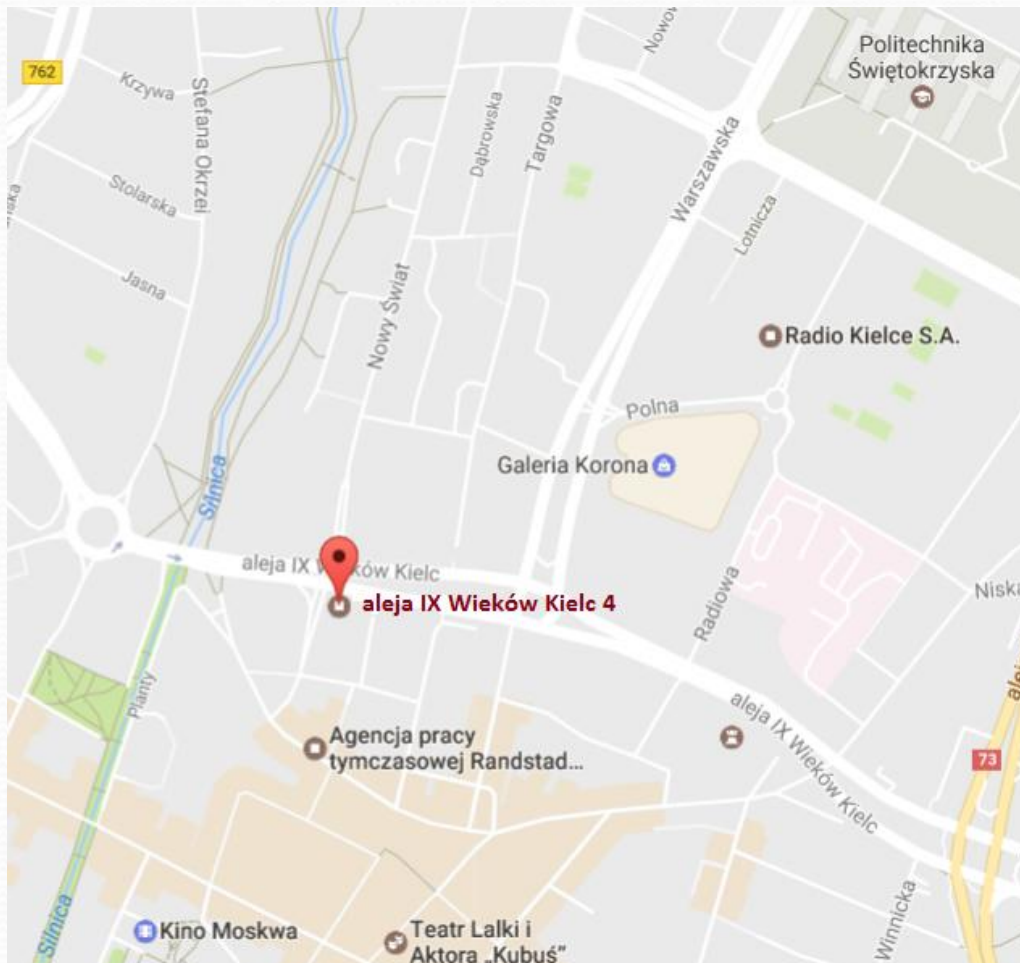 Politechnika
Świętokrzyska
762
Krzywa
Stefana Okrzei
Nowow
Dąbrowska
Targowa
Warszawska
Stolarska
Lotnicza
Jasna
Nowy Świat
Radio Kielce S.A.
Polna
Galeria Korona
Silnica
aleja IX Wieków Kielc
aleja IX Wieków Kielc 4
Radiowa
Niska
Planty
aleja IX Wieków Kielc
Agencja pracy
tymczasowej Randstad...
73
Winnicka
Silnica
Kino Moskwa
Teatr Lalki i
Aktora „Kubuś”